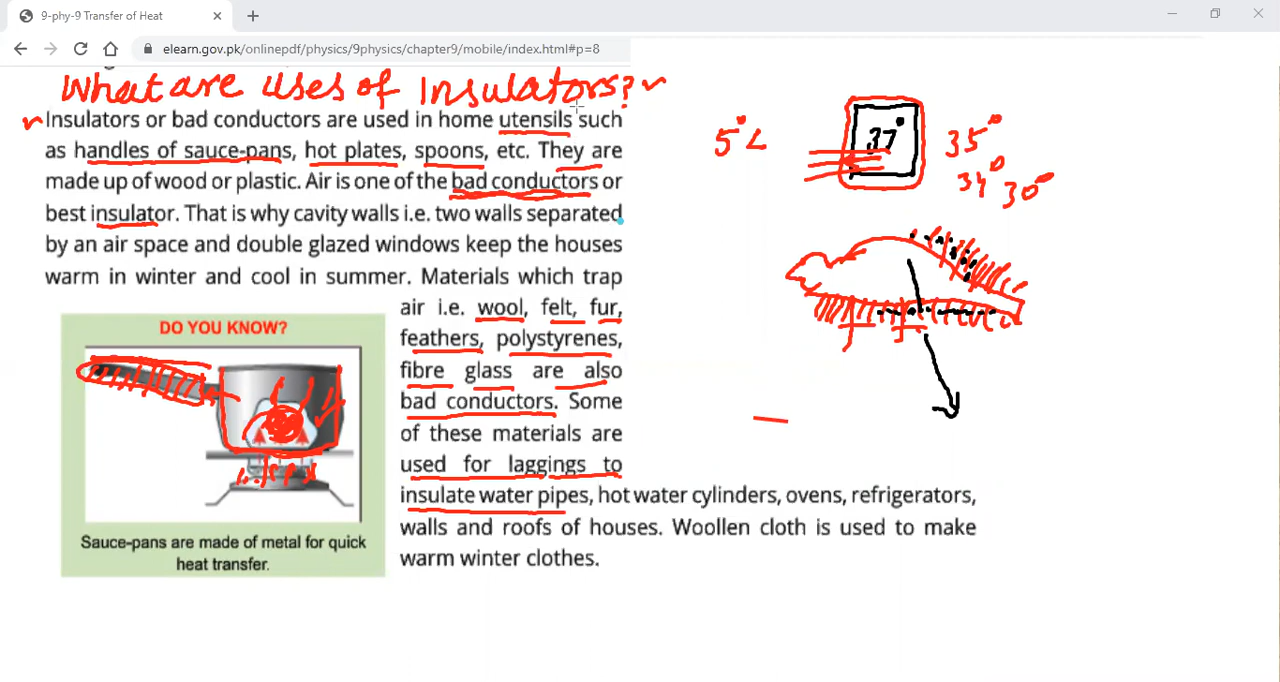 9-phy-9 Transfer of Heat
elearn.gov.pk/onlinepdf/physics/9physics/chapter9/mobile/index.html#p=8
What are uses of Insulators?
Insulators or bad conductors are used in home utensils such
as handles of sauce-pans, hot plates, spoons, etc. They are
made up of wood or plastic. Air is one of the bad conductors or
best insulator. That is why cavity walls i.e. two walls separated
by an air space and double glazed windows keep the houses
warm in winter and cool in summer. Materials which trap
air i.e. wool, felt, fur,
feathers, polystyrenes,
fibre glass are also
bad conductors. Some
of these materials are
used for laggings to
insulate water pipes, hot water cylinders, ovens, refrigerators,
walls and roofs of houses. Woollen cloth is used to make
warm winter clothes.
DO YOU KNOW?
Sauce-pans are made of metal for quick
heat transfer.
5°<
37°
35°
34° 30°